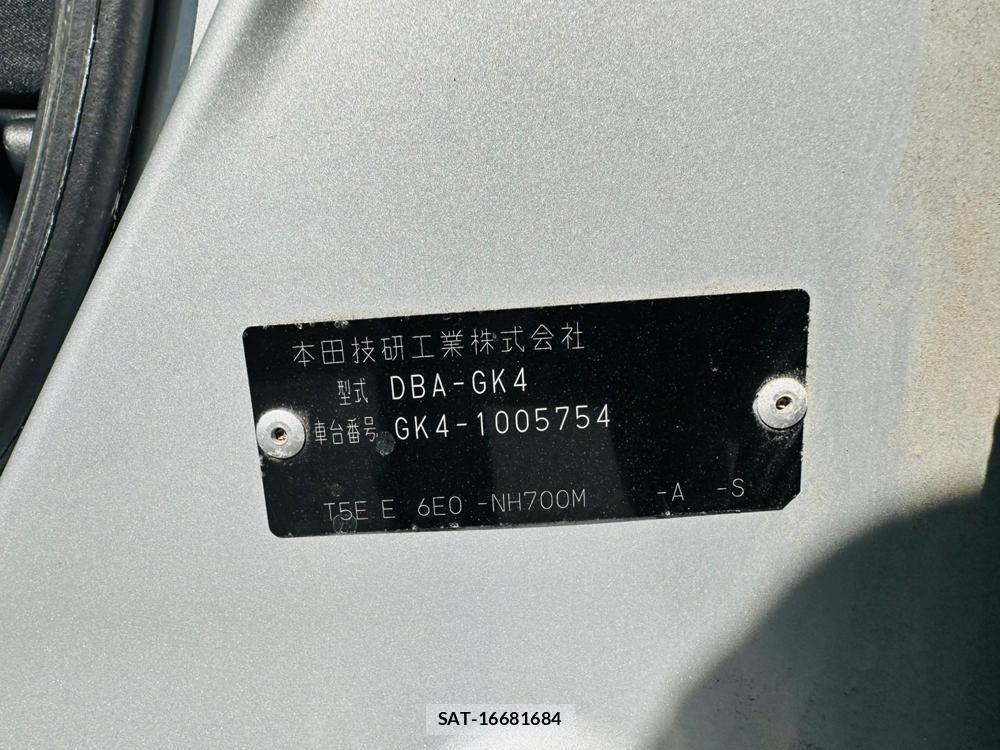 本田技研工業株式会社
型式 DBA-GK4
車台番号 GK4-1005754
T5E E 6E0 -NH700M -A -S
SAT-16681684